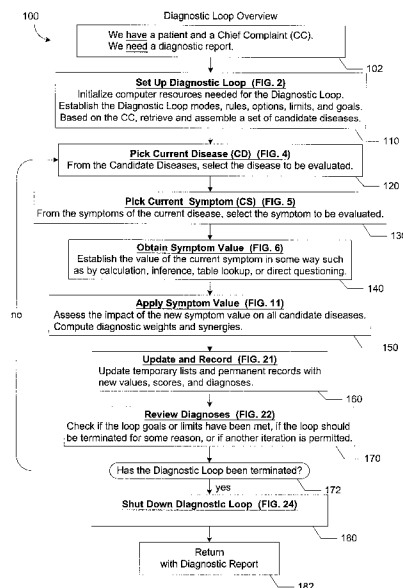 Diagnostic Loop Overview
100
We have a patient and a Chief Complaint (CC).
We need a diagnostic report.
102
Set Up Diagnostic Loop (FIG. 2)
Initialize computer resources needed for the Diagnostic Loop.
Establish the Diagnostic Loop modes, rules, options, limits, and goals.
Based on the CC, retrieve and assemble a set of candidate diseases.
110
Pick Current Disease (CD) (FIG. 4)
From the Candidate Diseases, select the disease to be evaluated.
120
Pick Current Symptom (CS) (FIG. 5)
From the symptoms of the current disease, select the symptom to be evaluated.
130
Obtain Symptom Value (FIG. 6)
Establish the value of the current symptom in some way such
as by calculation, inference, table lookup, or direct questioning.
140
no
Apply Symptom Value (FIG. 11)
Assess the impact of the new symptom value on all candidate diseases.
Compute diagnostic weights and synergies.
150
Update and Record (FIG. 21)
Update temporary lists and permanent records with
new values, scores, and diagnoses.
160
Review Diagnoses (FIG. 22)
Check if the loop goals or limits have been met, if the loop should
be terminated for some reason, or if another iteration is permitted.
170
Has the Diagnostic Loop been terminated?
172
yes
Shut Down Diagnostic Loop (FIG. 24)
180
Return
with Diagnostic Report
182